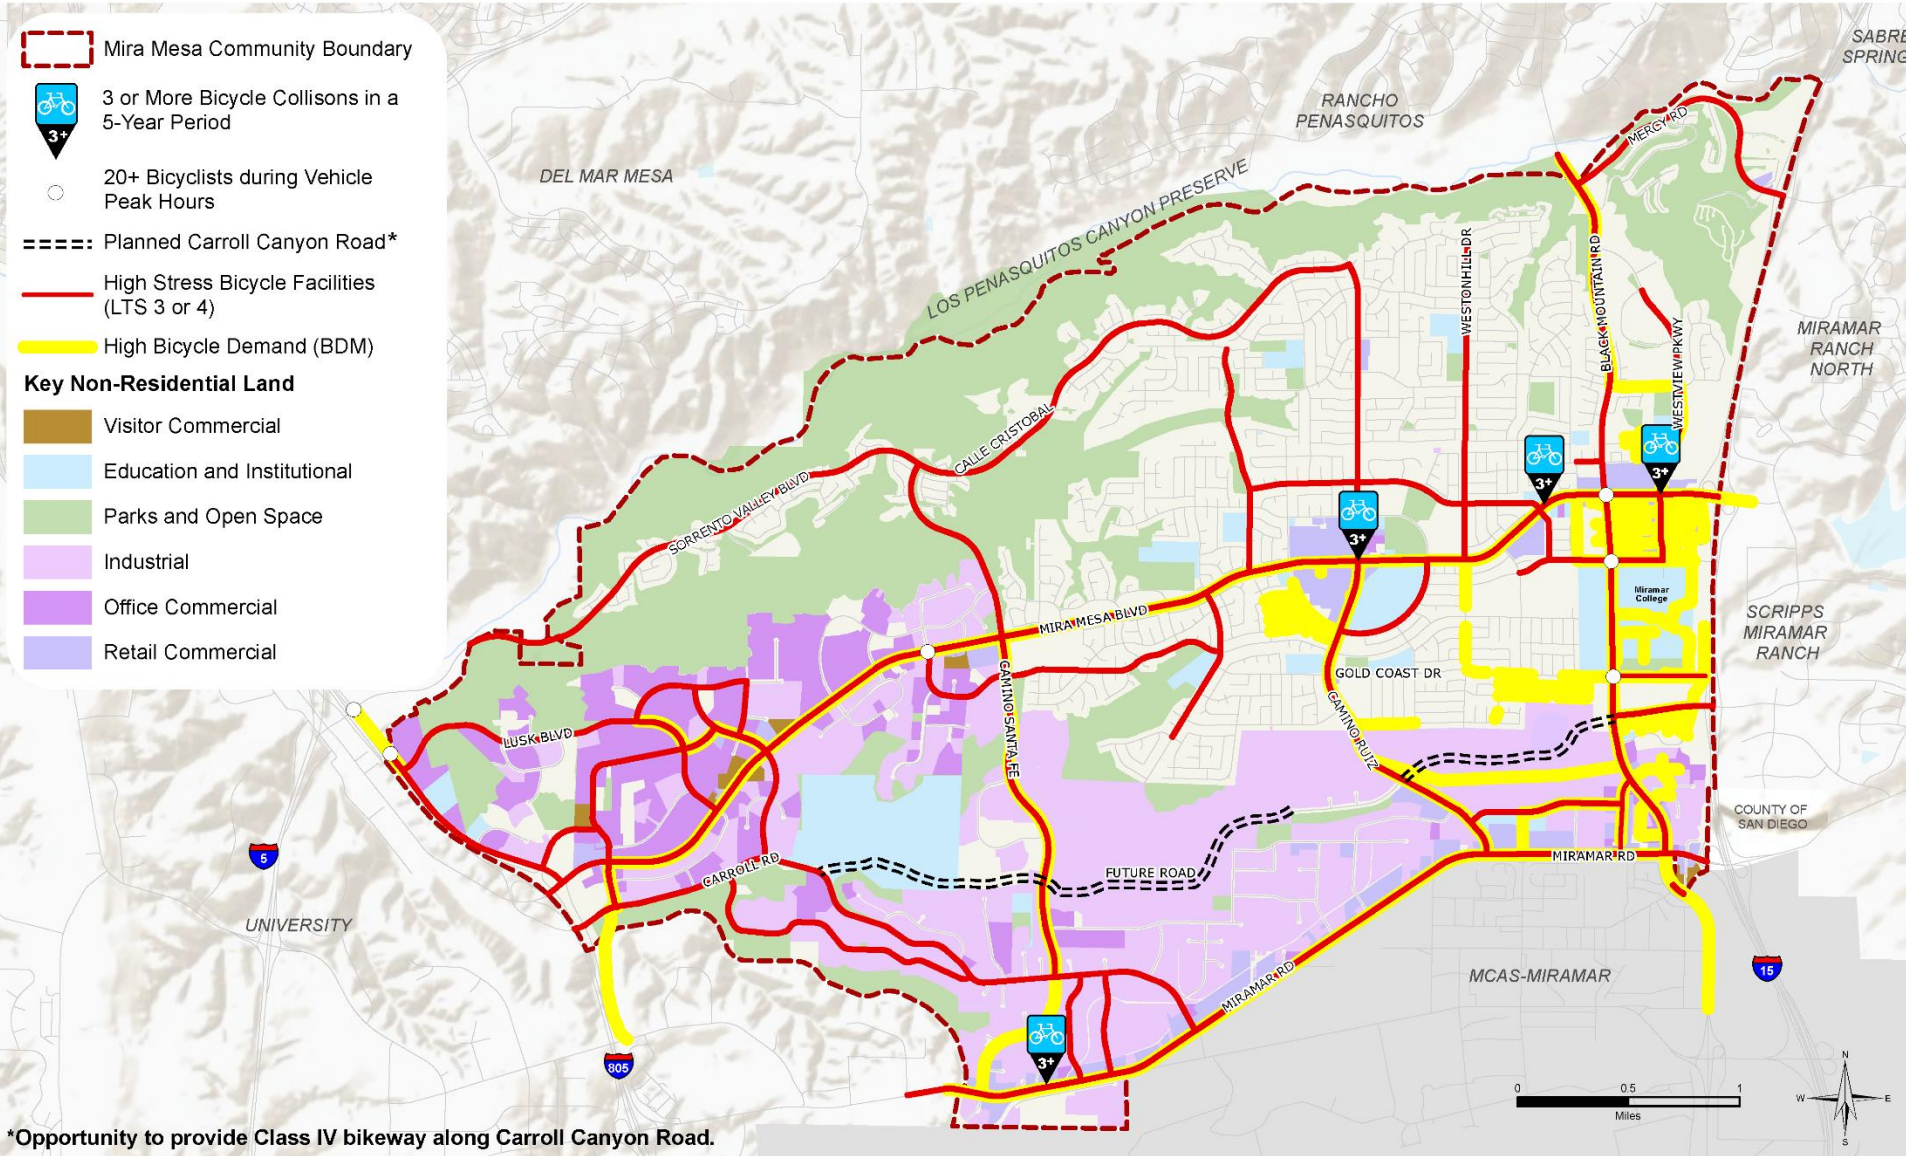 Mira Mesa Community Boundary
3 or More Bicycle Collisons in a
5-Year Period
3+
20+ Bicyclists during Vehicle
Peak Hours
Planned Carroll Canyon Road*
High Stress Bicycle Facilities
(LTS 3 or 4)
High Bicycle Demand (BDM)
Key Non-Residential Land
Visitor Commercial
Education and Institutional
Parks and Open Space
Industrial
Office Commercial
Retail Commercial
SABRE
SPRING
RANCHO
PENASQUITOS
MERCY RD
DEL MAR MESA
LOS PENASQUITOS CANYON PRESERVE
WESTONHILL DR
BLACK MOUNTAIN RD
WESTVIEW PKWY
MIRAMAR
RANCH
NORTH
CALLE CRISTOBAL
SORRENTO VALLEY BLVD
3+
3+
3+
Miramar
College
MIRA MESA BLVD
SCRIPPS
MIRAMAR
RANCH
GOLD COAST DR
CAMINO SANTA FE
CAMINO RUIZ
LUSK BLVD
COUNTY OF
SAN DIEGO
5
CARROLL RD
FUTURE ROAD
MIRAMAR RD
UNIVERSITY
MIRAMAR RD
MCAS-MIRAMAR
15
3+
805
0 0.5 1
Miles
N
W E
S
*Opportunity to provide Class IV bikeway along Carroll Canyon Road.